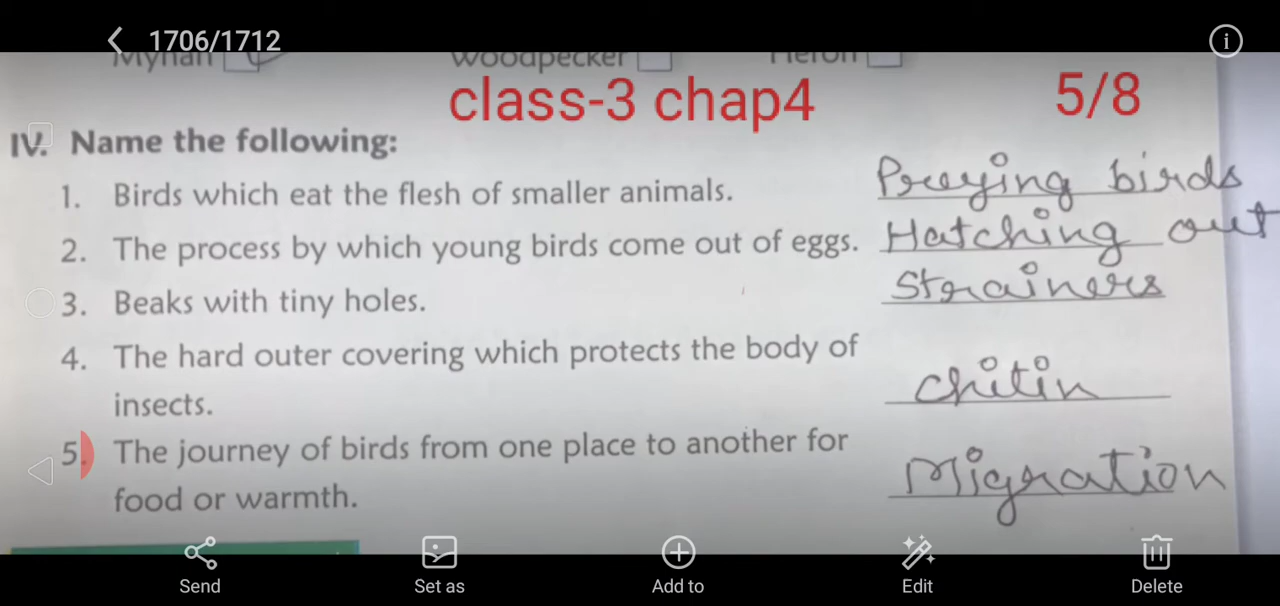 1706/1712
Mynah Woodpecker Heron
class-3 chap4 5/8
IV. Name the following:
1. Birds which eat the flesh of smaller animals. Preying birds
2. The process by which young birds come out of eggs. Hatching out
3. Beaks with tiny holes. Strainers
4. The hard outer covering which protects the body of
insects. Chitin
5. The journey of birds from one place to another for
food or warmth. Migration
Send Set as Add to Edit Delete